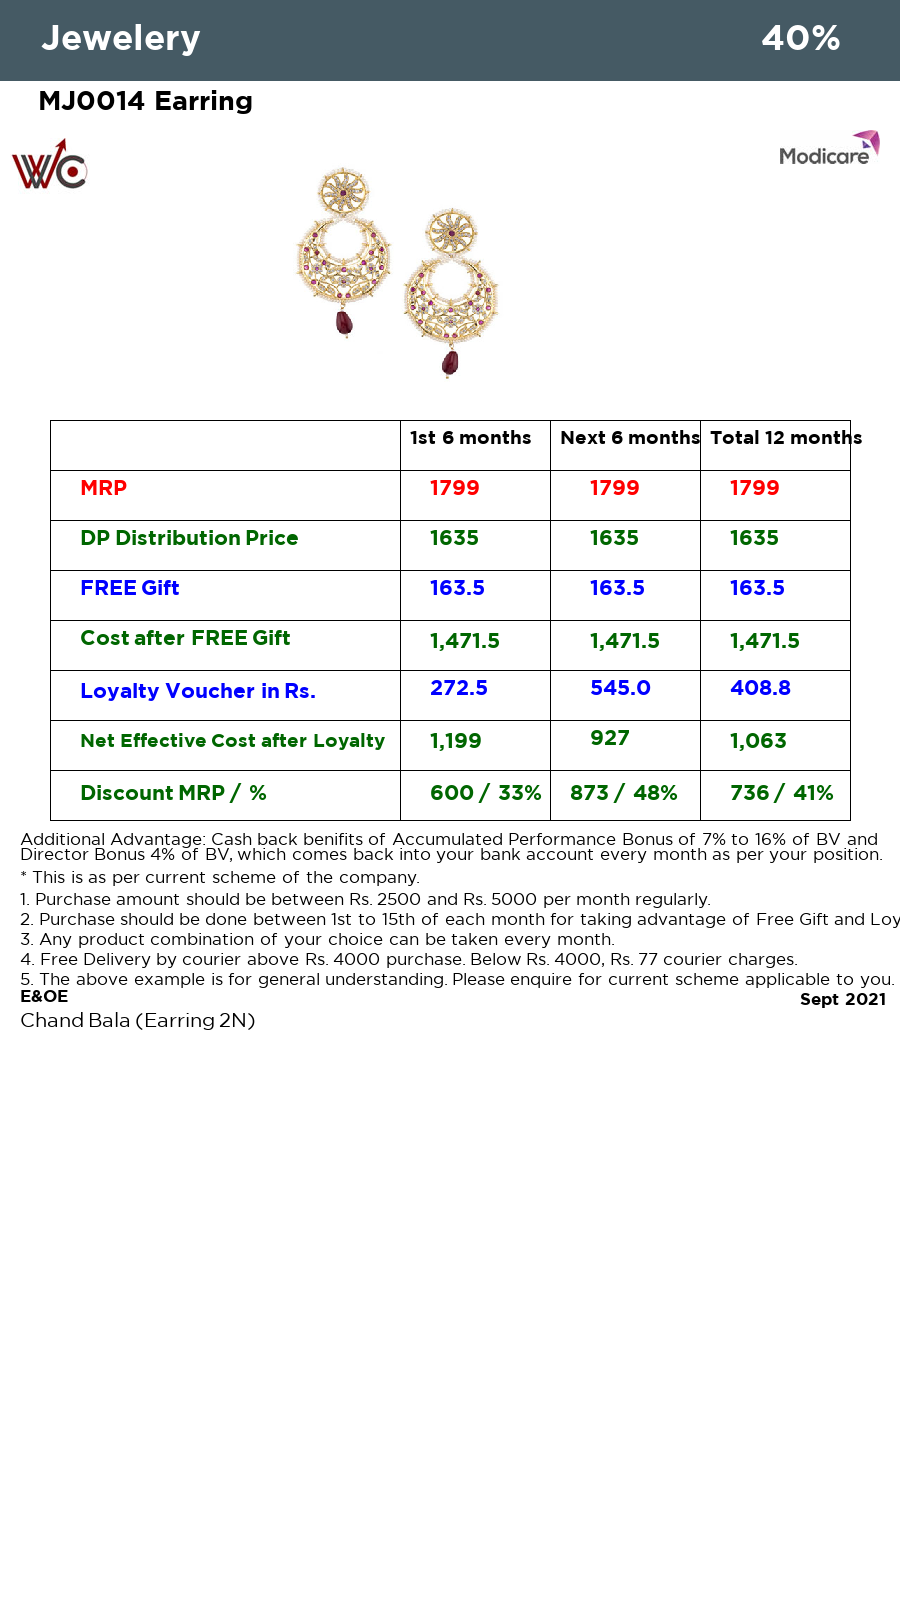 Jewelery 40%
MJ0014 Earring
WC
Modicare
1st 6 months Next 6 months Total 12 months
MRP 1799 1799 1799
DP Distribution Price 1635 1635 1635
FREE Gift 163.5 163.5 163.5
Cost after FREE Gift 1,471.5 1,471.5 1,471.5
Loyalty Voucher in Rs. 272.5 545.0 408.8
Net Effective Cost after Loyalty 1,199 927 1,063
Discount MRP / % 600 / 33% 873 / 48% 736 / 41%
Additional Advantage: Cash back benifits of Accumulated Performance Bonus of 7% to 16% of BV and
Director Bonus 4% of BV, which comes back into your bank account every month as per your position.
* This is as per current scheme of the company.
1. Purchase amount should be between Rs. 2500 and Rs. 5000 per month regularly.
2. Purchase should be done between 1st to 15th of each month for taking advantage of Free Gift and Loy
3. Any product combination of your choice can be taken every month.
4. Free Delivery by courier above Rs. 4000 purchase. Below Rs. 4000, Rs. 77 courier charges.
5. The above example is for general understanding. Please enquire for current scheme applicable to you.
E&OE
Sept 2021
Chand Bala (Earring 2N)